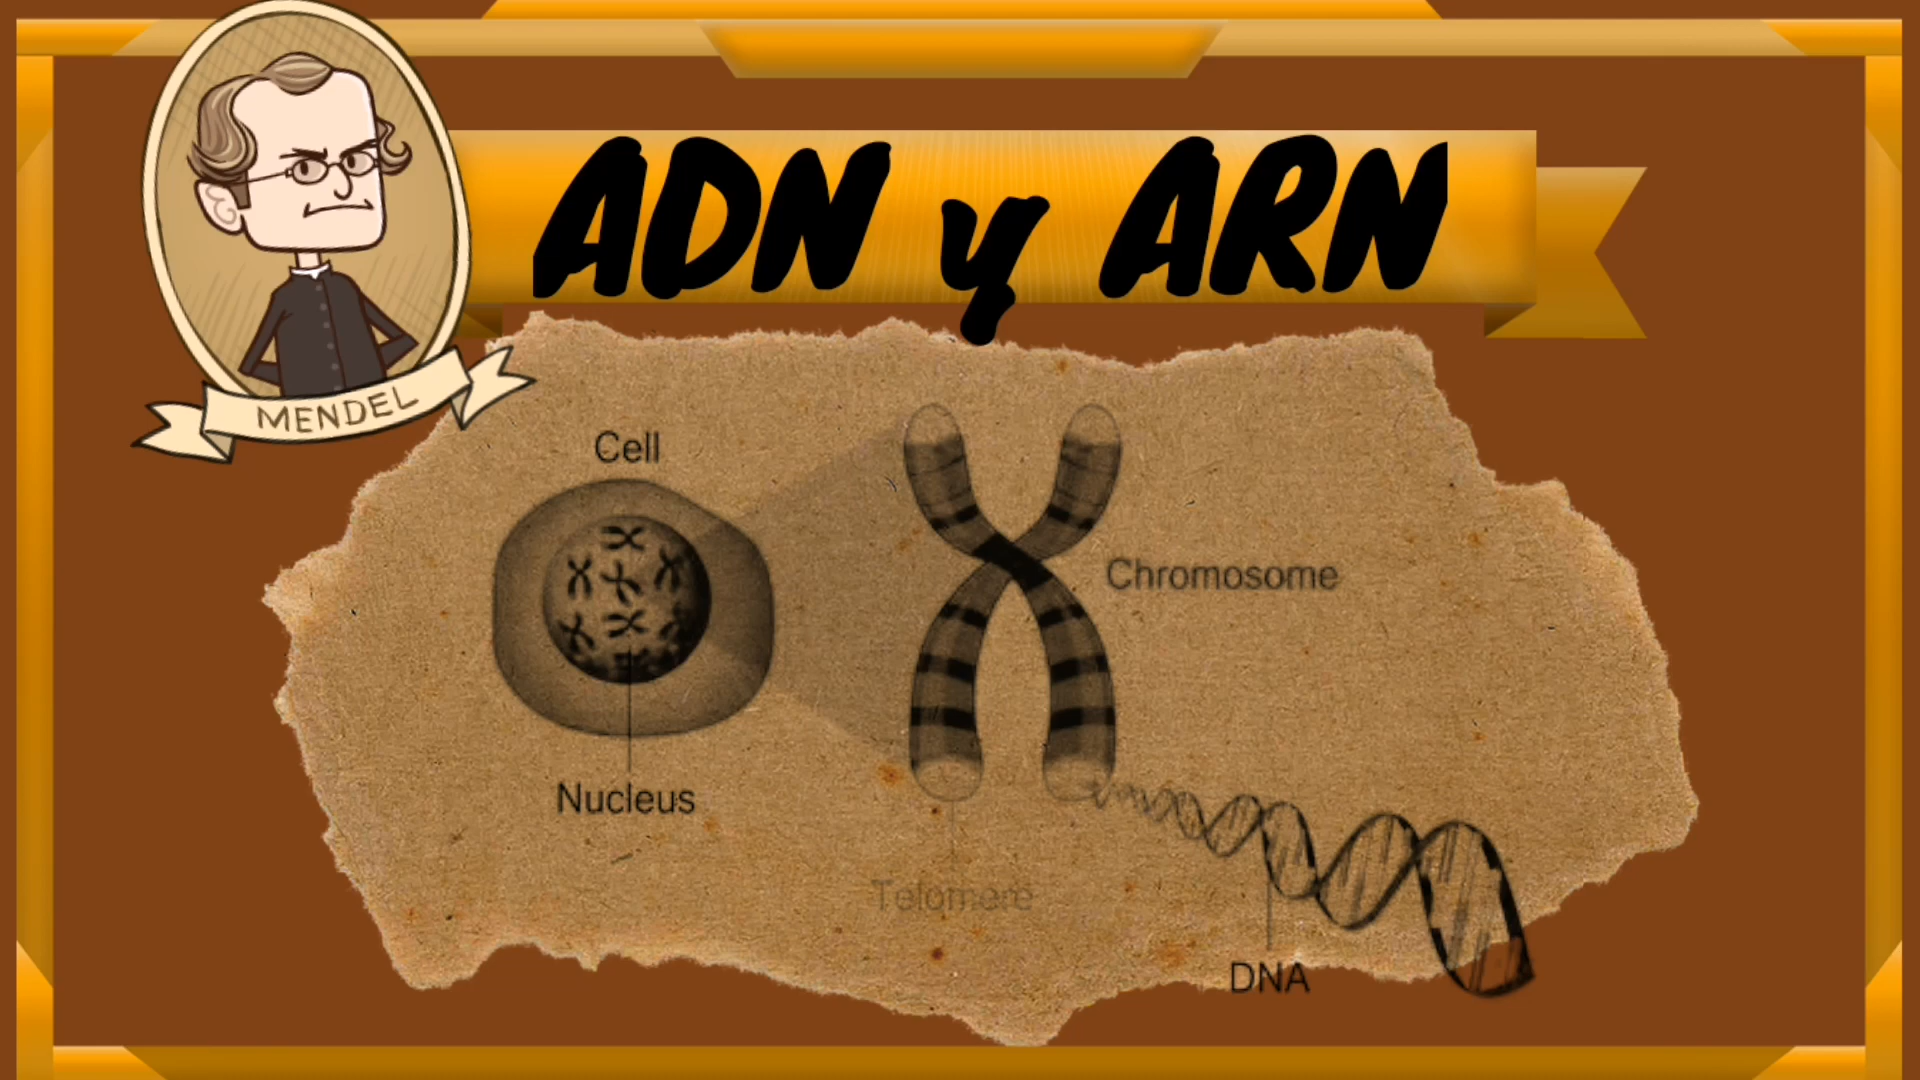 ADN y ARN
MENDEL
Cell
Chromosome
Nucleus
Telomere
DNA